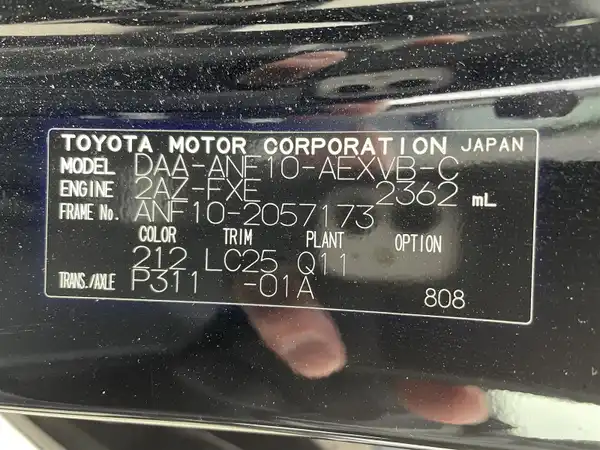 TOYOTA MOTOR CORPORATION JAPAN
MODEL DAA-ANF10-AEXVB-C
ENGINE 2AZ-FXE 2362 mL
FRAME No. ANF10-2057173
COLOR TRIM PLANT OPTION
212 LC25 Q11
TRANS./AXLE P311 -01A 808